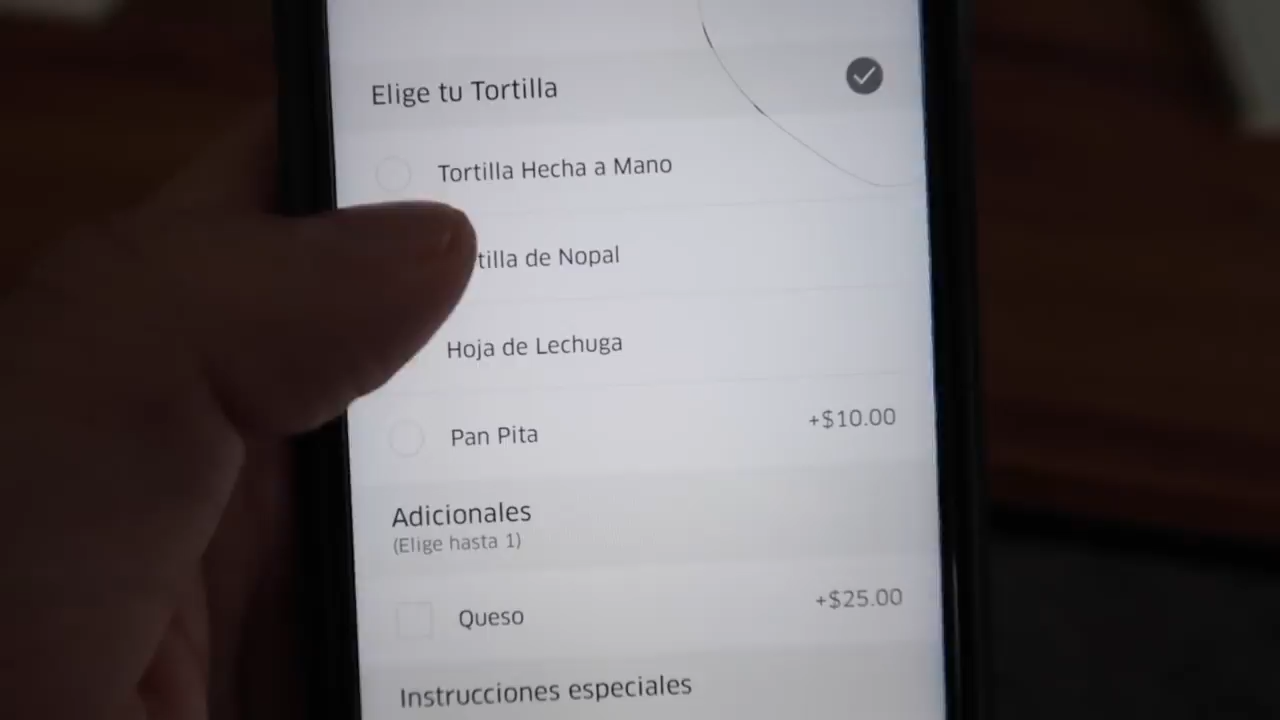 Elige tu Tortilla
Tortilla Hecha a Mano
tilla de Nopal
Hoja de Lechuga
Pan Pita +$10.00
Adicionales
(Elige hasta 1)
Queso +$25.00
Instrucciones especiales